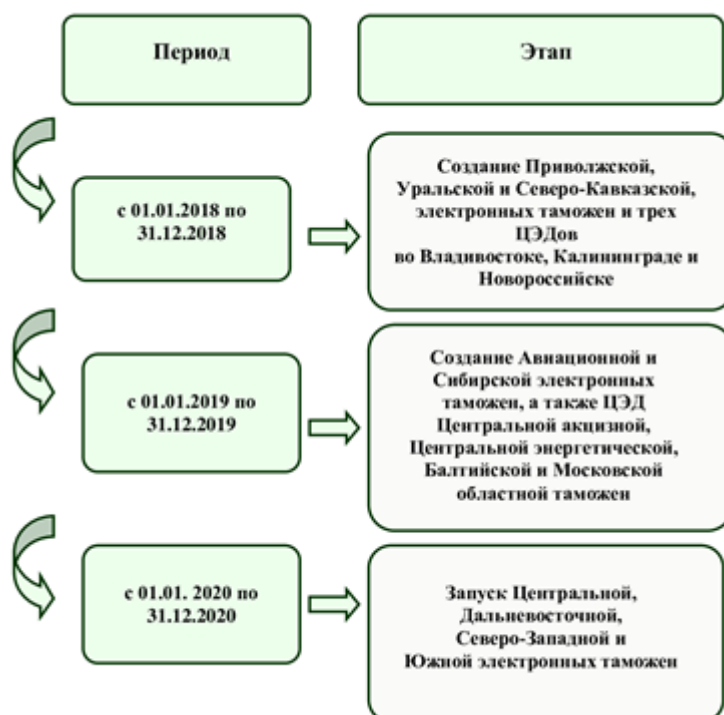 Период
Этап
с 01.01.2018 по
31.12.2018
Создание Приволжской,
Уральской и Северо-Кавказской,
электронных таможен и трех
ЦЭДов
во Владивостоке, Калининграде и
Новороссийске
с 01.01.2019 по
31.12.2019
Создание Авиационной и
Сибирской электронных
таможен, а также ЦЭД
Центральной акцизной,
Центральной энергетической,
Балтийской и Московской
областной таможен
с 01.01. 2020 по
31.12.2020
Запуск Центральной,
Дальневосточной,
Северо-Западной и
Южной электронных таможен